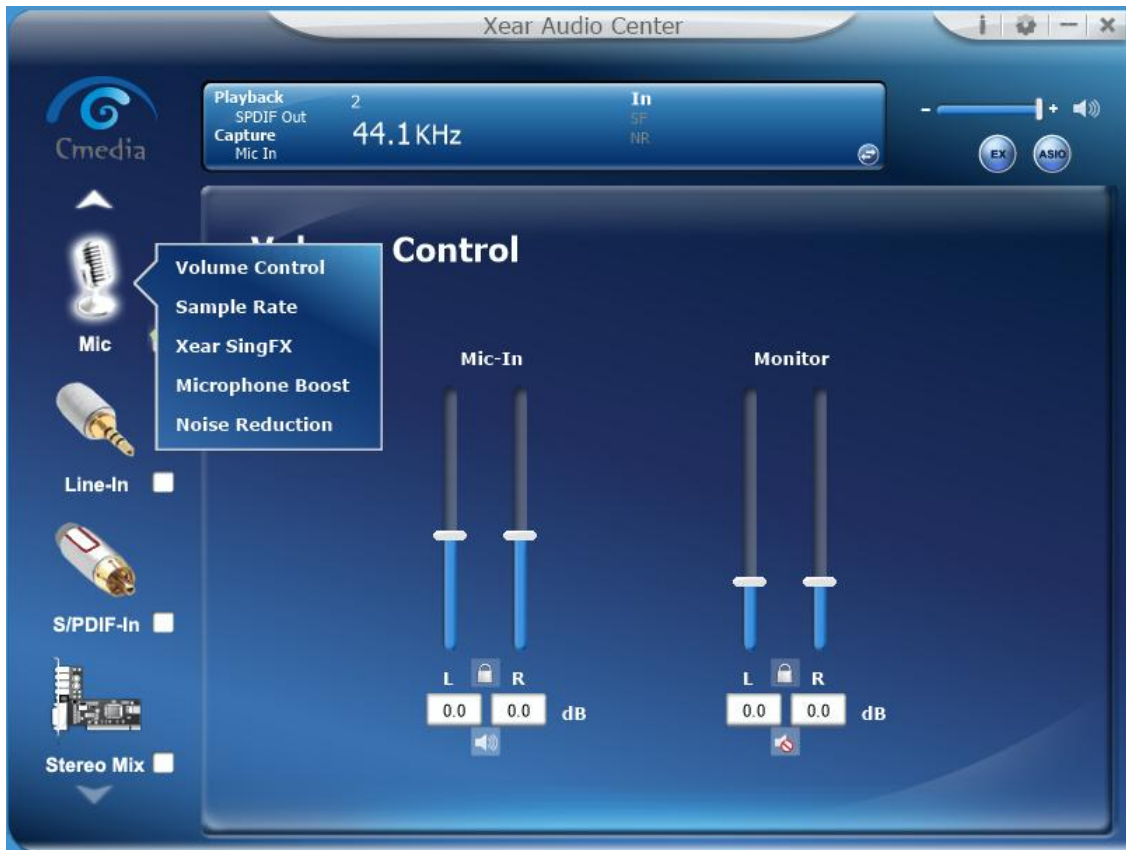 Xear Audio Center
Cmedia
Playback
SPDIF Out
Capture
Mic In
2
44.1 KHz
In
SF
NR
- +
EX ASIO
Control
Mic
Volume Control
Sample Rate
Xear SingFX
Microphone Boost
Noise Reduction
Line-In
S/PDIF-In
Stereo Mix
Mic-In
L R
0.0 0.0 dB
Monitor
L R
0.0 0.0 dB